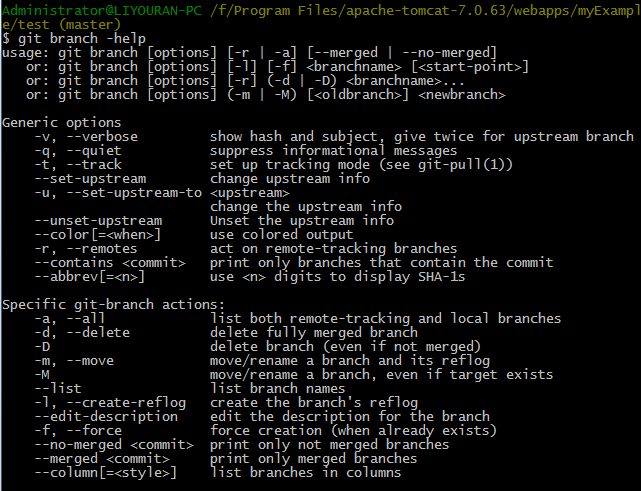 Administrator@LIYOURAN-PC /f/Program Files/apache-tomcat-7.0.63/webapps/myExampl
e/test (master)
$ git branch -help
usage: git branch [options] [-r | -a] [--merged | --no-merged]
   or: git branch [options] [-l] [-f] <branchname> [<start-point>]
   or: git branch [options] [-r] (-d | -D) <branchname>...
   or: git branch [options] (-m | -M) [<oldbranch>] <newbranch>

Generic options
    -v, --verbose         show hash and subject, give twice for upstream branch
    -q, --quiet           suppress informational messages
    -t, --track           set up tracking mode (see git-pull(1))
    --set-upstream        change upstream info
    -u, --set-upstream-to <upstream>
                          change the upstream info
    --unset-upstream      Unset the upstream info
    --color[=<when>]      use colored output
    -r, --remotes         act on remote-tracking branches
    --contains <commit>   print only branches that contain the commit
    --abbrev[=<n>]        use <n> digits to display SHA-1s

Specific git-branch actions:
    -a, --all             list both remote-tracking and local branches
    -d, --delete          delete fully merged branch
    -D                    delete branch (even if not merged)
    -m, --move            move/rename a branch and its reflog
    -M                    move/rename a branch, even if target exists
    --list                list branch names
    -l, --create-reflog   create the branch's reflog
    --edit-description    edit the description for the branch
    -f, --force           force creation (when already exists)
    --no-merged <commit>  print only not merged branches
    --merged <commit>     print only merged branches
    --column[=<style>]    list branches in columns